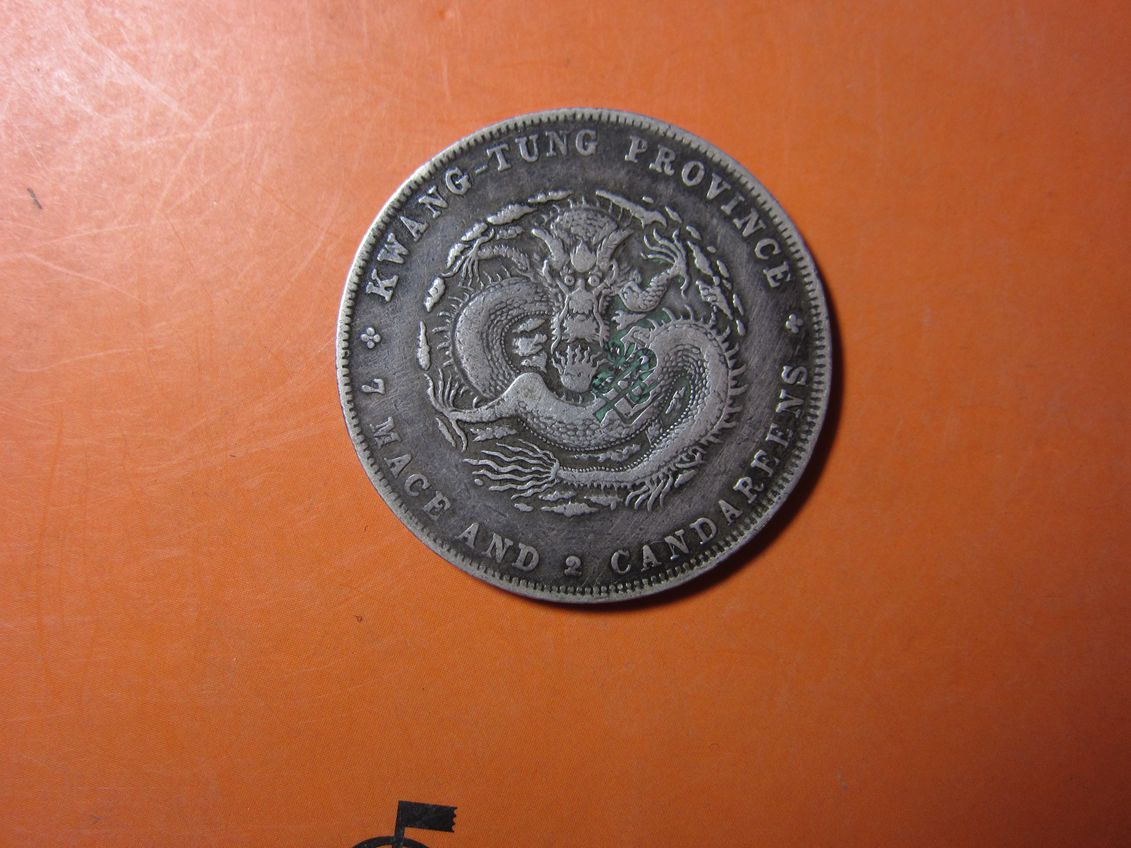 KWANG-TUNG PROVINCE
7 MACE AND 2 CANDAREENS